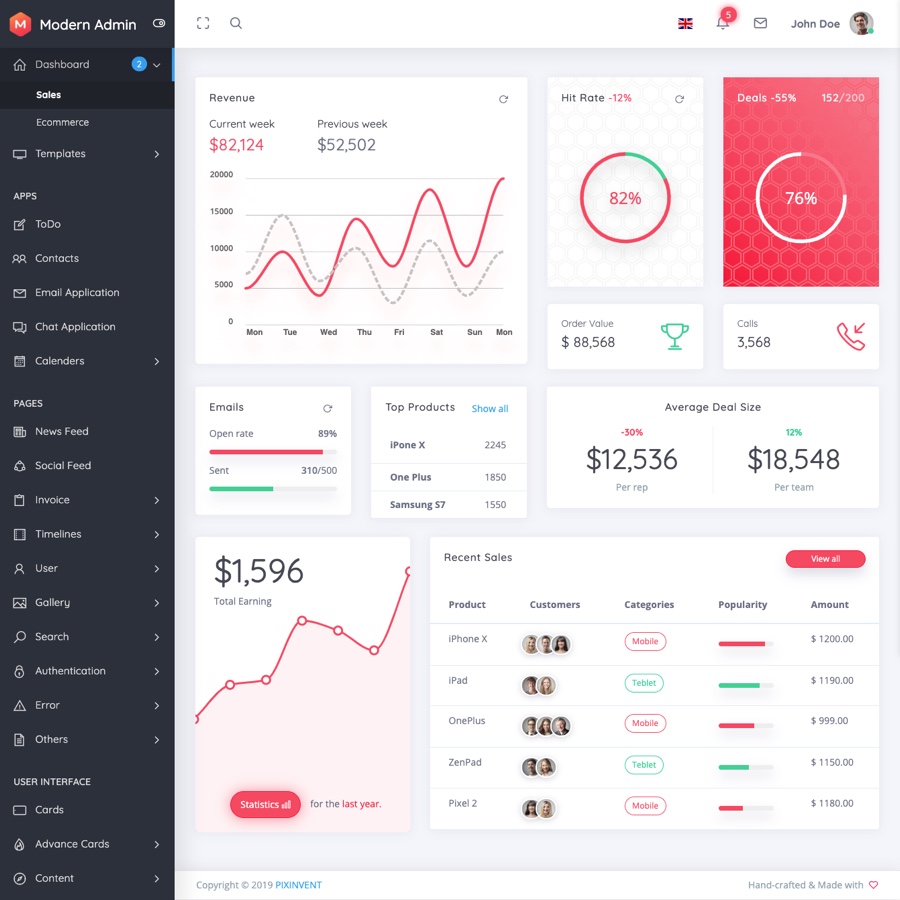 M Modern Admin
5
John Doe
Dashboard 2
Sales
Ecommerce
Templates
APPS
ToDo
Contacts
Email Application
Chat Application
Calenders
PAGES
News Feed
Social Feed
Invoice
Timelines
User
Gallery
Search
Authentication
Error
Others
USER INTERFACE
Cards
Advance Cards
Content
Revenue
Current week Previous week
$82,124 $52,502
20000
15000
10000
5000
0
Mon Tue Wed Thu Fri Sat Sun Mon
Hit Rate -12%
82%
Deals -55% 152/200
76%
Order Value
$ 88,568
Calls
3,568
Emails
Open rate 89%
Sent 310/500
Top Products Show all
iPone X 2245
One Plus 1850
Samsung S7 1550
Average Deal Size
-30% 12%
$12,536 $18,548
Per rep Per team
$1,596
Total Earning
Statistics for the last year.
Recent Sales View all
Product Customers Categories Popularity Amount
iPhone X Mobile $ 1200.00
iPad Teblet $ 1190.00
OnePlus Mobile $ 999.00
ZenPad Teblet $ 1150.00
Pixel 2 Mobile $ 1180.00
Copyright © 2019 PIXINVENT Hand-crafted & Made with